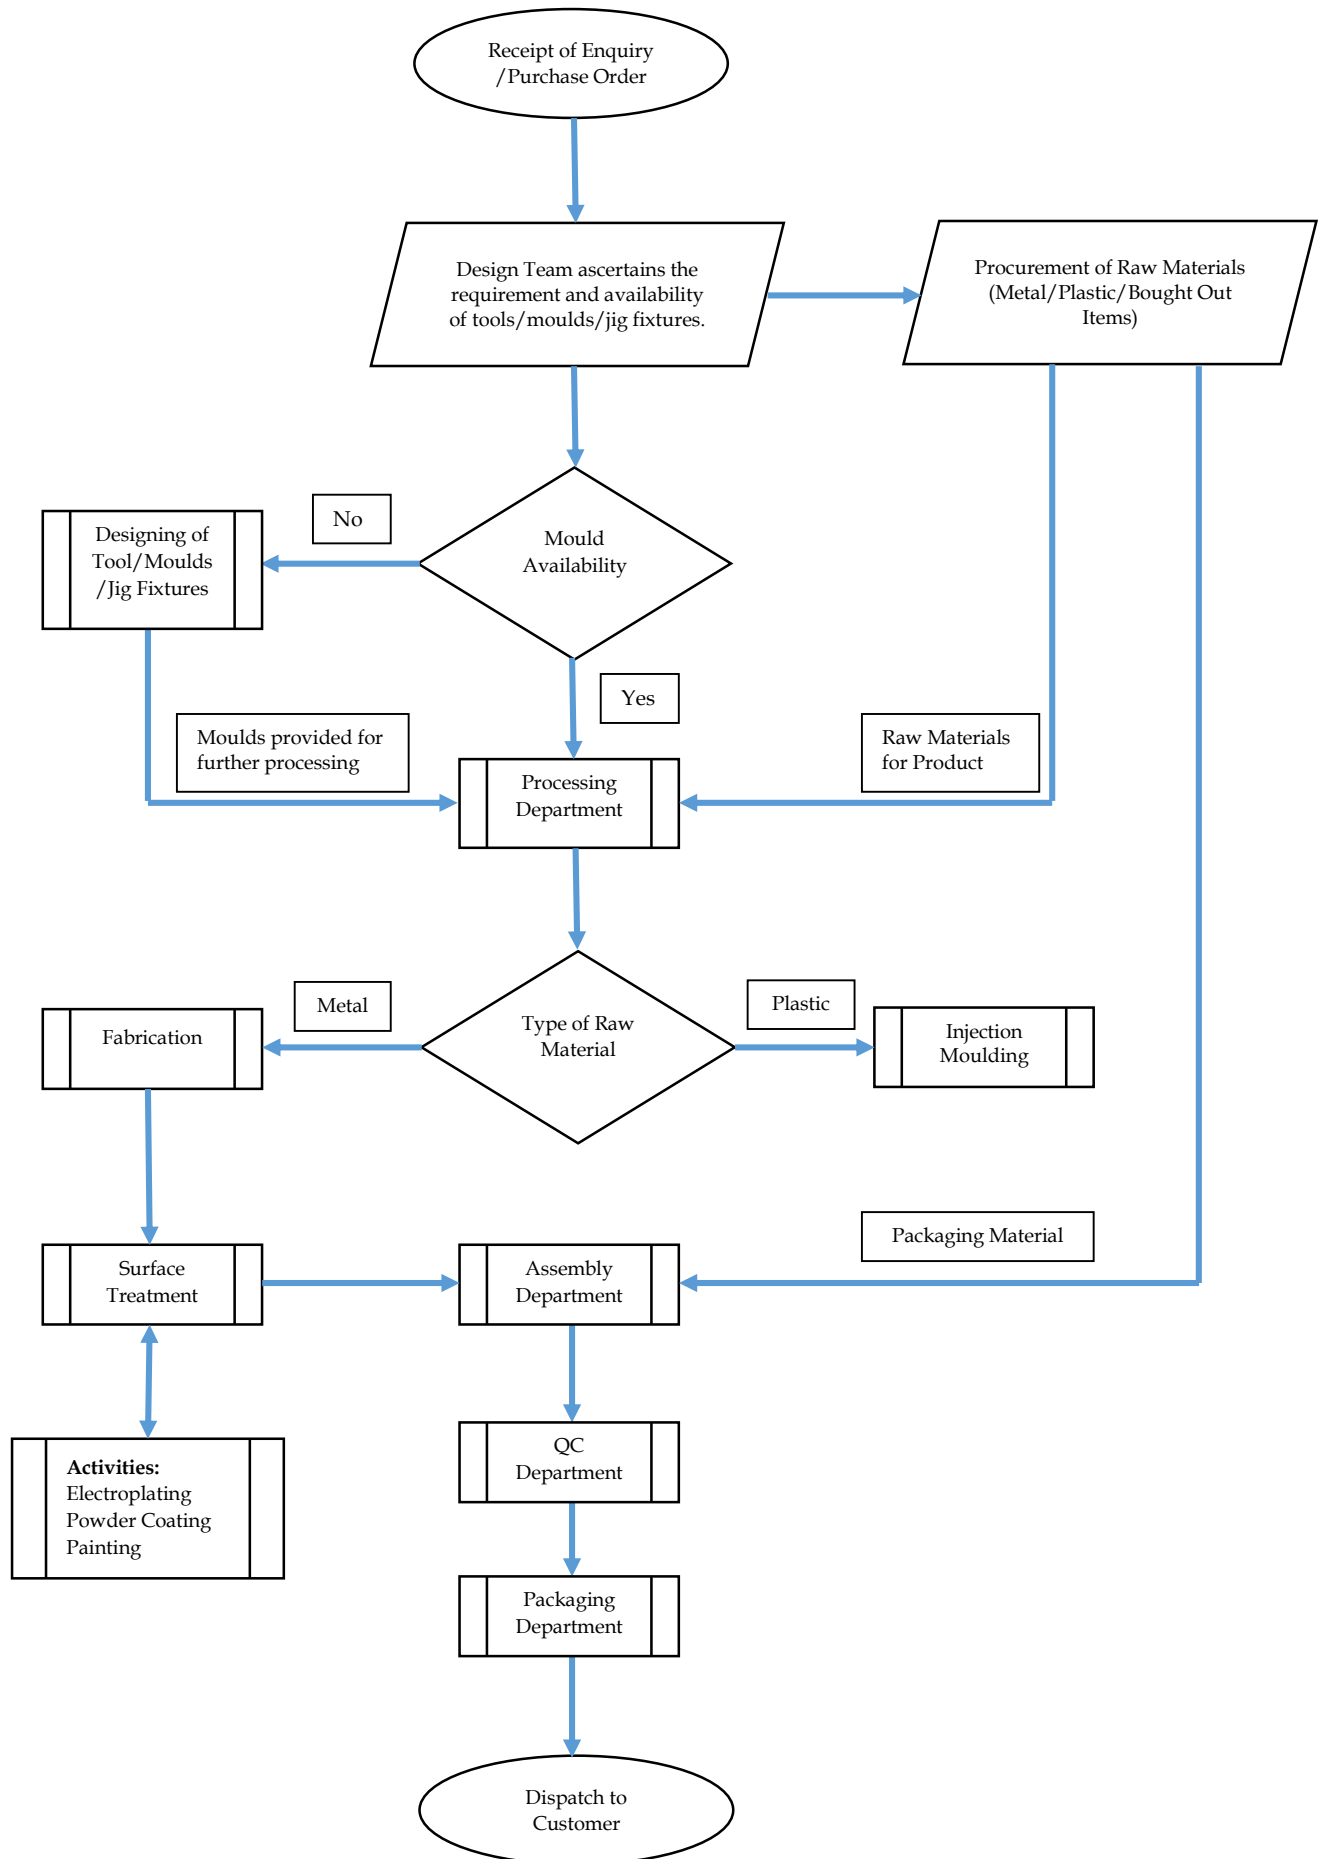 Receipt of Enquiry
/Purchase Order
Design Team ascertains the
requirement and availability
of tools/moulds/jig fixtures.
Procurement of Raw Materials
(Metal/Plastic/Bought Out
Items)
No
Designing of
Tool/Moulds
/Jig Fixtures
Mould
Availability
Yes
Moulds provided for
further processing
Raw Materials
for Product
Processing
Department
Metal
Plastic
Fabrication
Type of Raw
Material
Injection
Moulding
Packaging Material
Surface
Treatment
Assembly
Department
QC
Department
Activities:
Electroplating
Powder Coating
Painting
Packaging
Department
Dispatch to
Customer